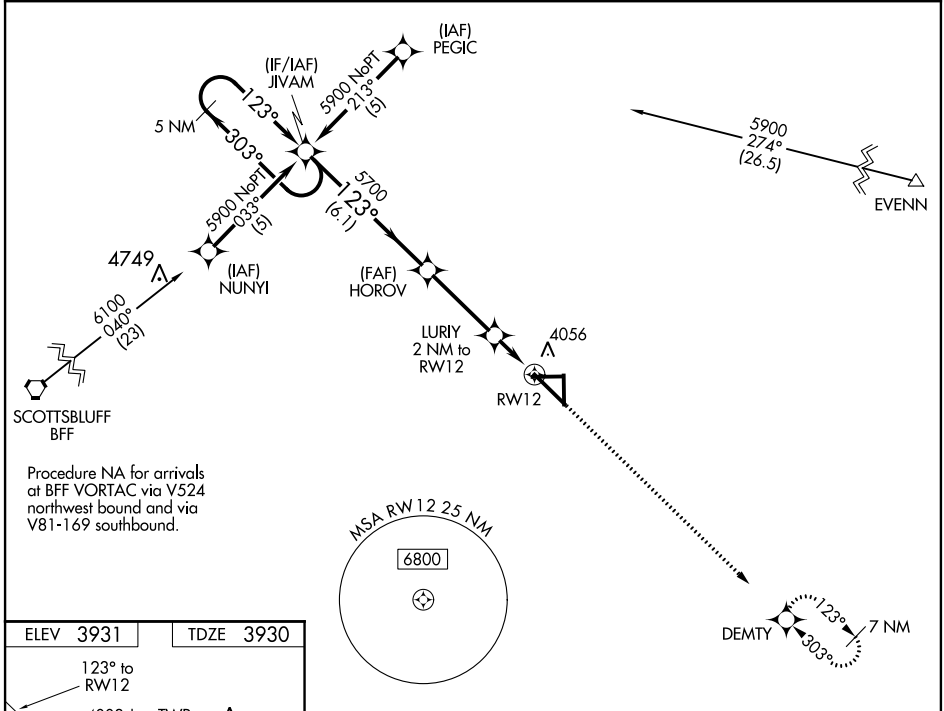 (IAF)
PEGIC
(IF/IAF)
JIVAM
5900 NoPT
213°
(5)
123°
5 NM
303°
5900
274°
(26.5)
EVENN
5900 NoPT
033°
(5)
5700
123°
(6.1)
4749
(IAF)
NUNYI
(FAF)
HOROV
6100
040°
(23)
LURIY
2 NM to
RW12
4056
RW12
SCOTTSBLUFF
BFF
Procedure NA for arrivals
at BFF VORTAC via V524
northwest bound and via
V81-169 southbound.
MSA RW12 25 NM
6800
DEMTY
123°
303°
7 NM
ELEV 3931
TDZE 3930
123° to
RW12